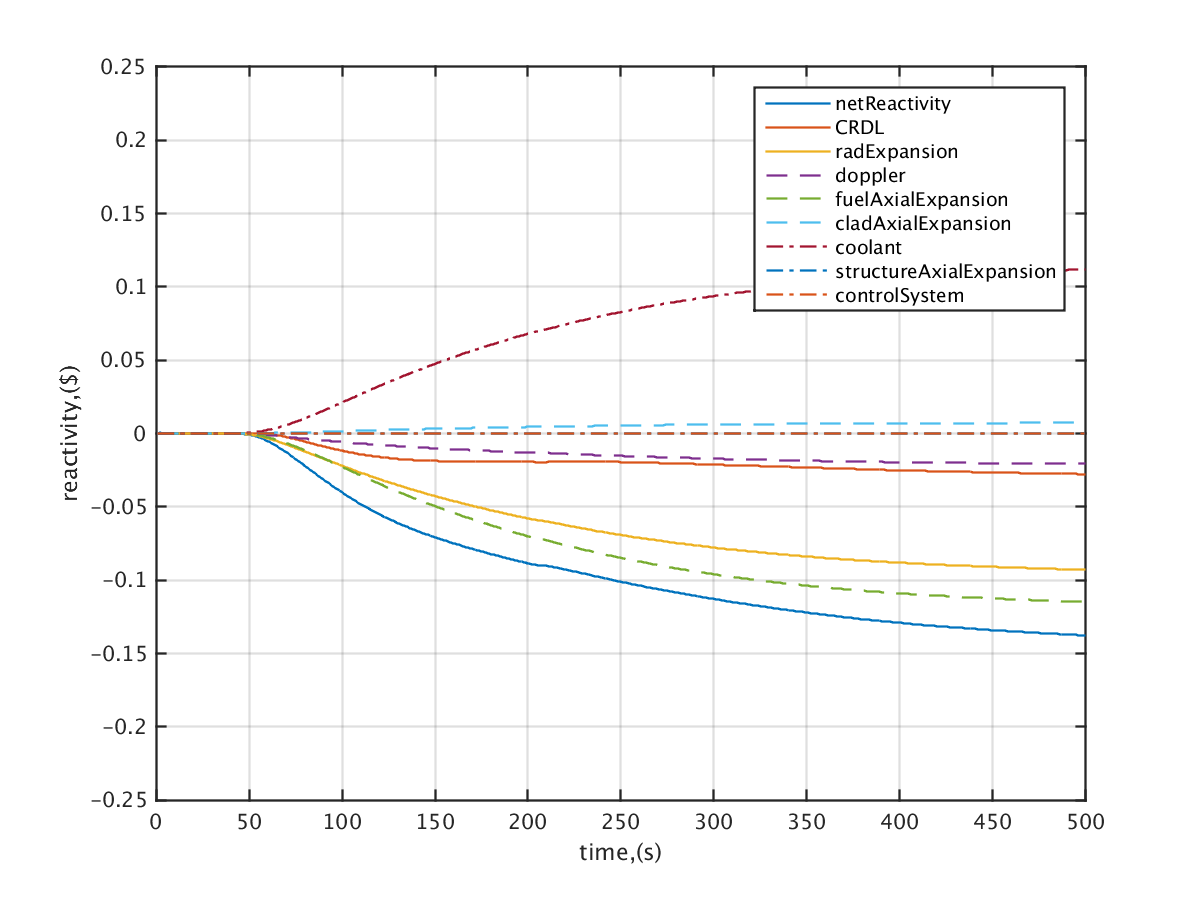 0.25
0.2
0.15
0.1
0.05
0
−0.05
−0.1
−0.15
−0.2
−0.25
reactivity,($)
netReactivity
CRDL
radExpansion
doppler
fuelAxialExpansion
cladAxialExpansion
coolant
structureAxialExpansion
controlSystem
0 50 100 150 200 250 300 350 400 450 500
time,(s)